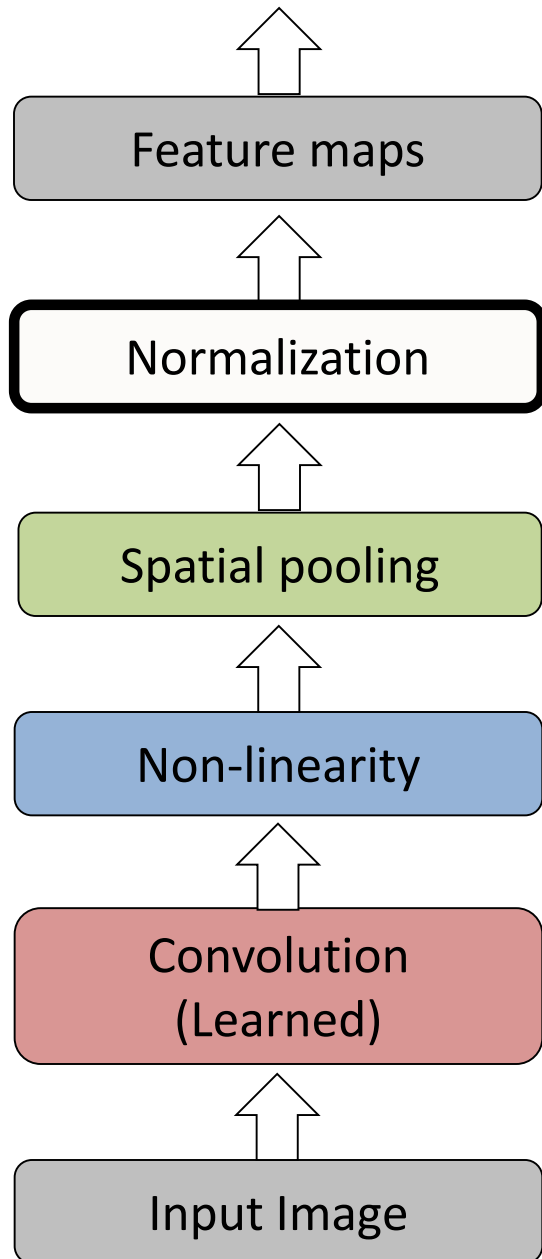 Feature maps
Normalization
Spatial pooling
Non-linearity
Convolution
(Learned)
Input Image